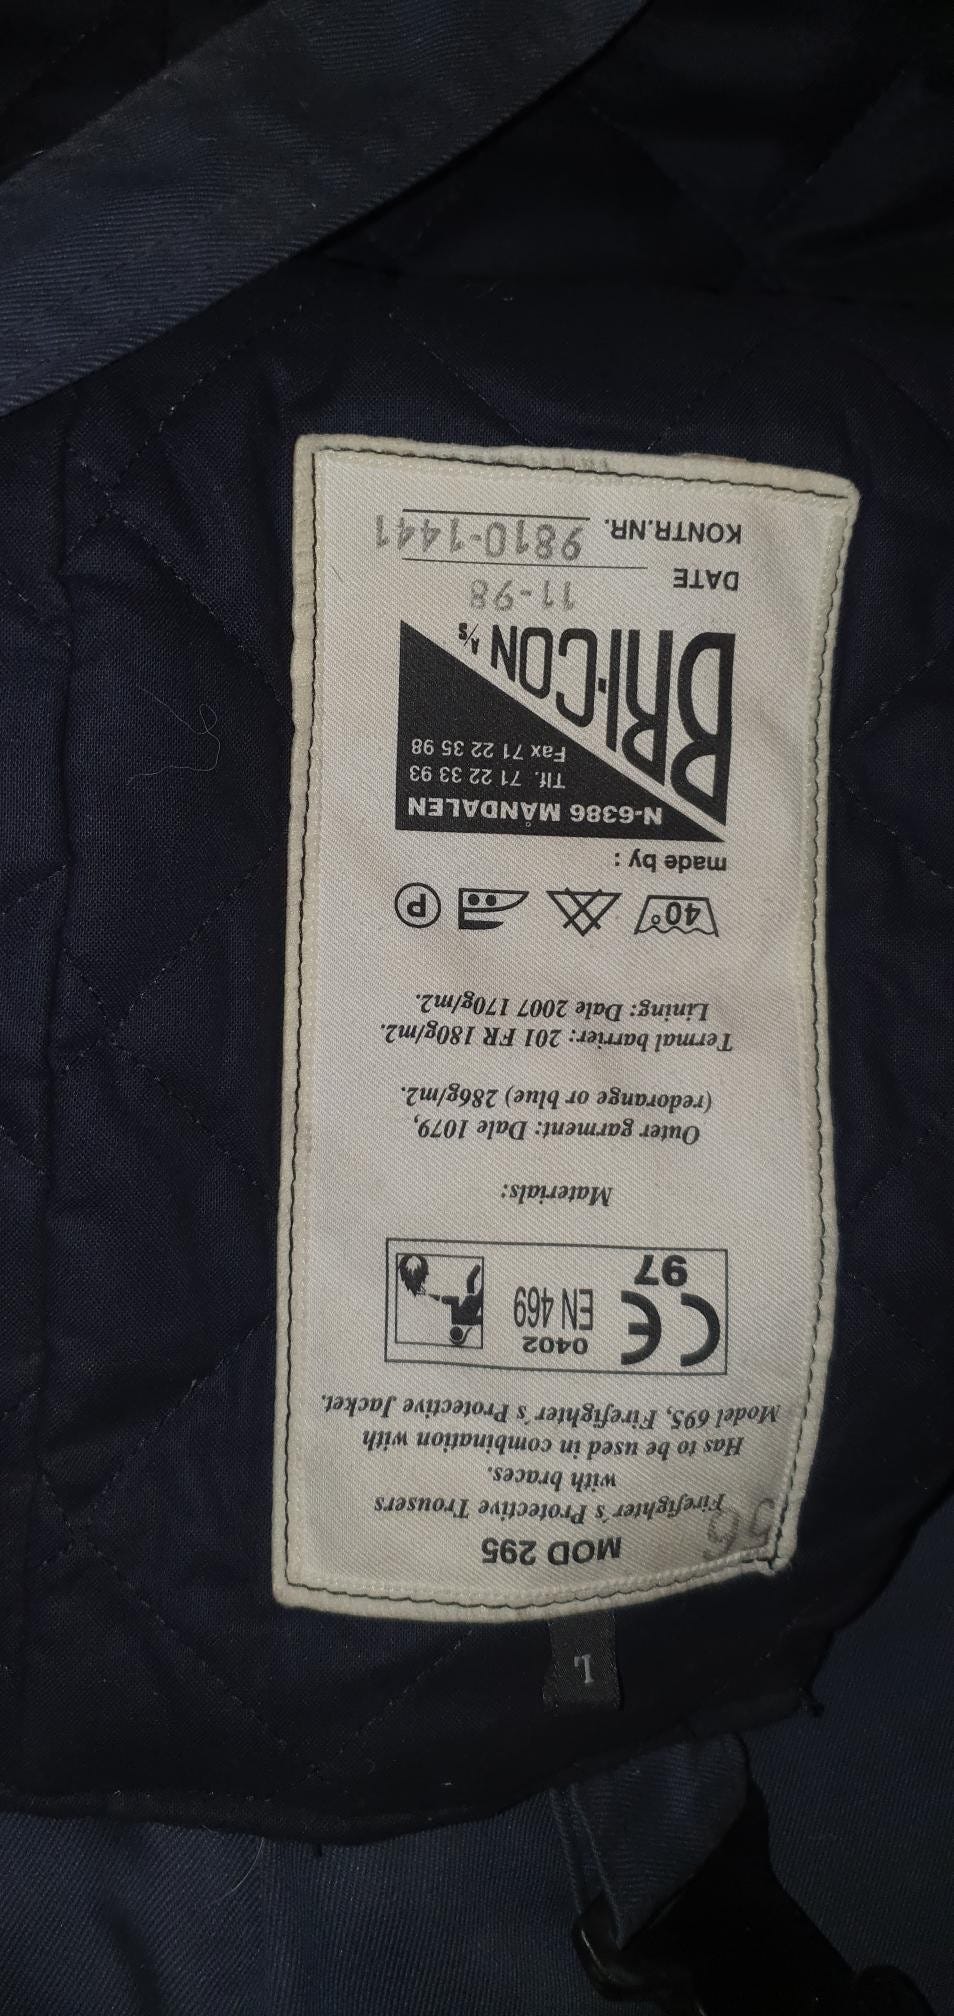 L
56
MOD 295
Firefighter´s Protective Trousers
with braces.
Has to be used in combination with
Model 695, Firefighter´s Protective Jacket.
CE
97
0402
EN 469
Materials:
Outer garment: Dale 1079,
(redorange or blue) 286g/m2.
Termal barrier: 201 FR 180g/m2.
Lining: Dale 2007 170g/m2.
40° P
made by :
N-6386 MÅNDALEN
Tlf. 71 22 33 93
Fax 71 22 35 98
BRI-CON A/S
DATE 11-98
KONTR.NR. 9810-1441